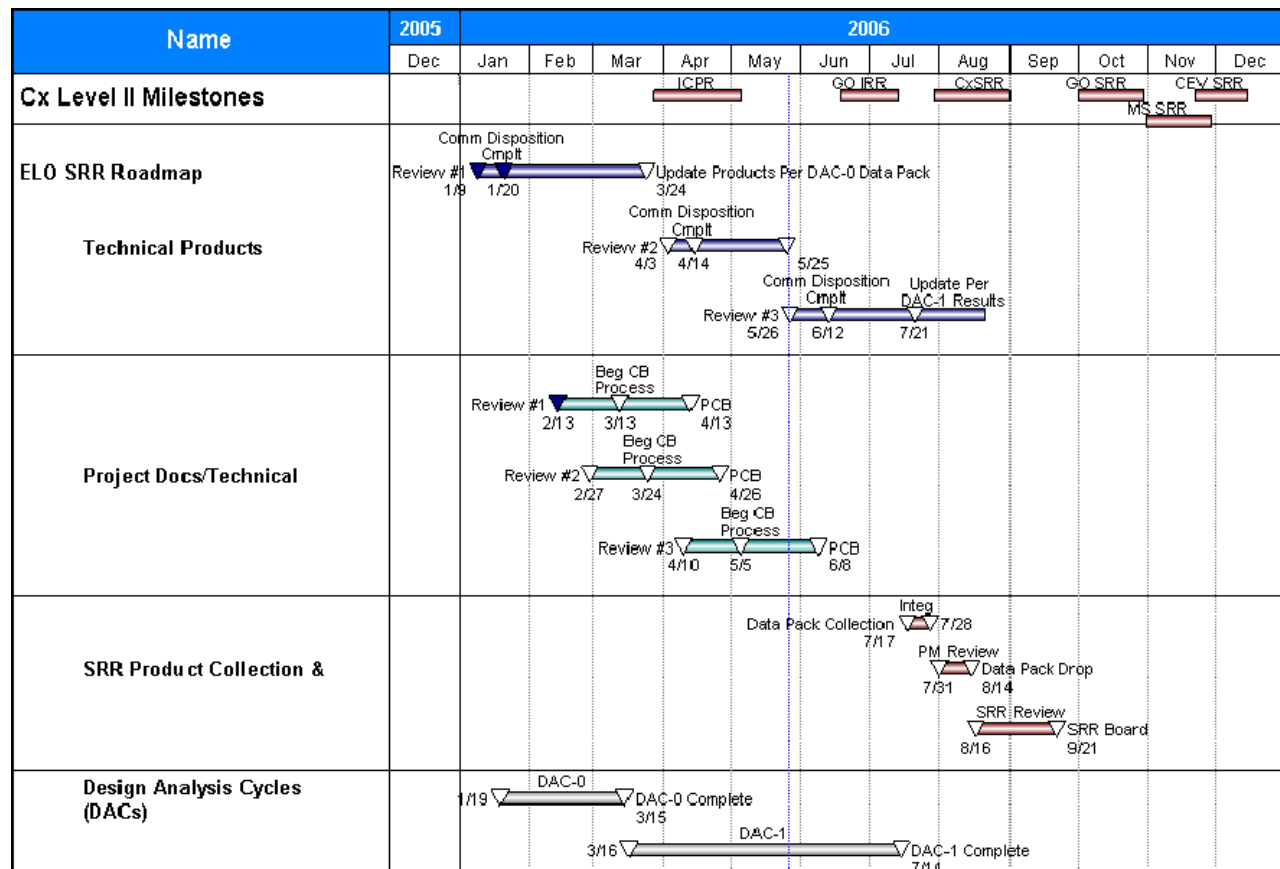 Name
2005
2006
Dec
Jan
Feb
Mar
Apr
May
Jun
Jul
Aug
Sep
Oct
Nov
Dec
Cx Level II Milestones
ICPR
GO IRR
CxSRR
GO SRR
CEV SRR
MS SRR
ELO SRR Roadmap
Comm Disposition
Cmplt
Review #1
Update Products Per DAC-0 Data Pack
1/9
1/20
3/24
Technical Products
Comm Disposition
Cmplt
Review #2
4/3
4/14
5/25
Comm Disposition
Cmplt
Update Per
DAC-1 Results
Review #3
5/26
6/12
7/21
Project Docs/Technical
Beg CB
Process
Review #1
PCB
2/13
3/13
4/13
Beg CB
Process
Review #2
PCB
2/27
3/24
4/26
Beg CB
Process
Review #3
PCB
4/10
5/5
6/8
SRR Product Collection &
Integ
Data Pack Collection
7/28
7/17
PM Review
Data Pack Drop
7/31
8/14
SRR Review
SRR Board
8/16
9/21
Design Analysis Cycles
(DACs)
DAC-0
1/19
DAC-0 Complete
3/15
DAC-1
3/16
DAC-1 Complete
7/14